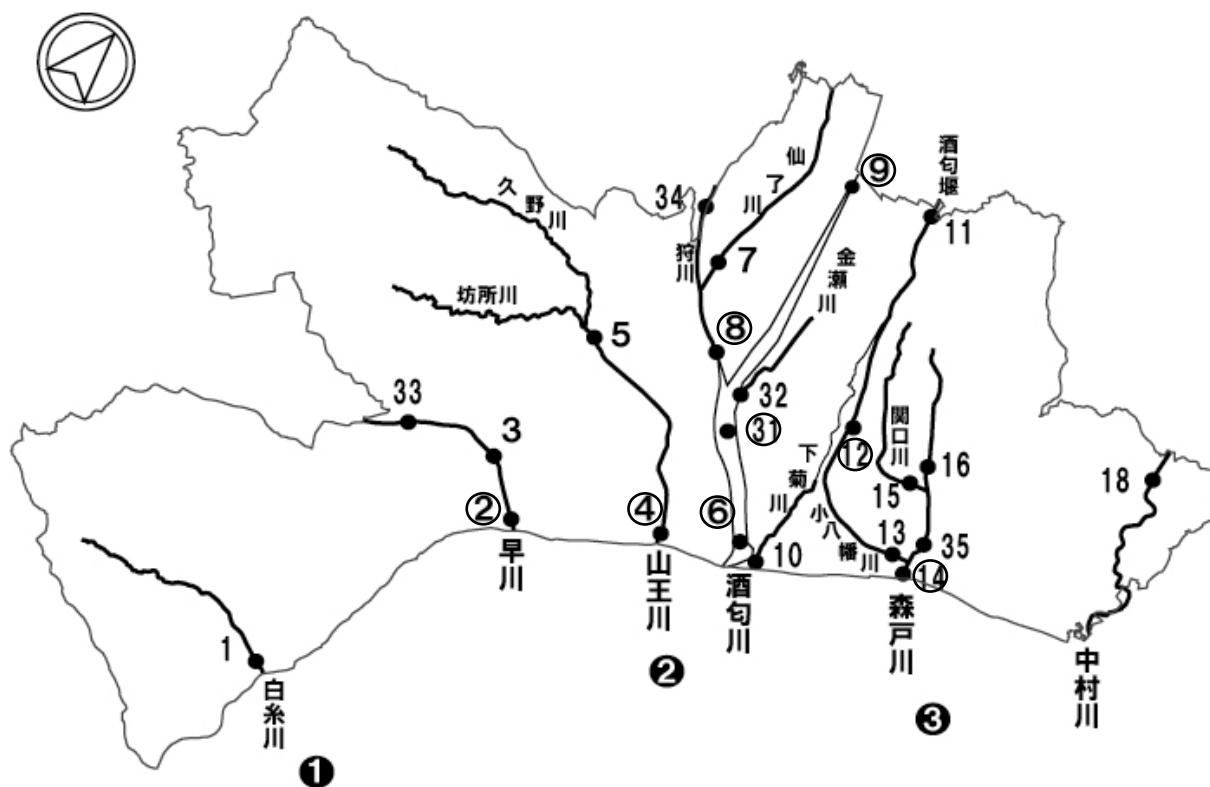 久野川
坊所川
仙了川
狩川
金瀬川
酒匂堰
関口川
下菊川
小八幡川
34
⑨
11
7
⑧
5
33
3
32
㉛
⑫
16
15
18
②
④
⑥
10
13
35
⑭
1
早川
山王川
酒匂川
森戸川
中村川
白糸川
❶
❷
❸